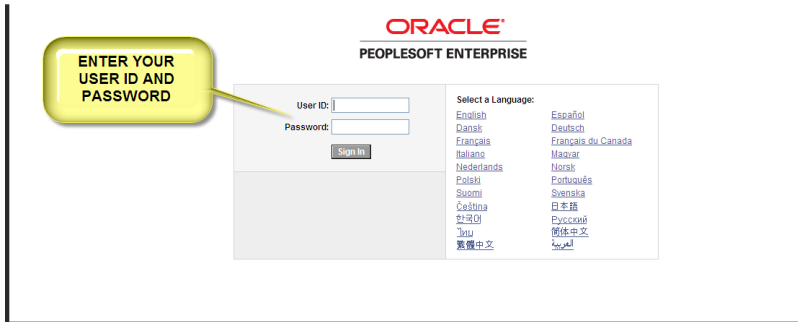 ORACLE®
PEOPLESOFT ENTERPRISE
ENTER YOUR
USER ID AND
PASSWORD
User ID:
Password:
Sign In
Select a Language:
English Español
Dansk Deutsch
Français Français du Canada
Italiano Magyar
Nederlands Norsk
Polski Português
Suomi Svenska
Čeština 日本語
한국어 Русский
ไทย 简体中文
繁體中文 العربية